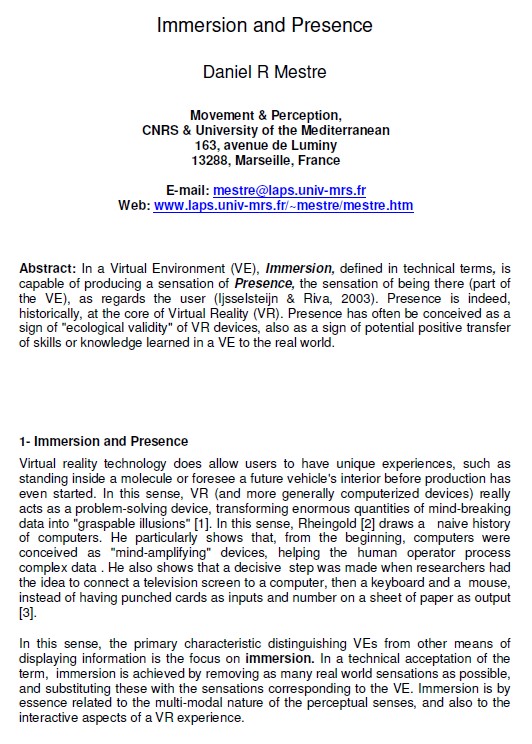 Immersion and Presence
Daniel R Mestre
Movement & Perception,
CNRS & University of the Mediterranean
163, avenue de Luminy
13288, Marseille, France
E-mail: mestre@laps.univ-mrs.fr
Web: www.laps.univ-mrs.fr/~mestre/mestre.htm
Abstract: In a Virtual Environment (VE), Immersion, defined in technical terms, is
capable of producing a sensation of Presence, the sensation of being there (part of
the VE), as regards the user (Ijsselsteijn & Riva, 2003). Presence is indeed,
historically, at the core of Virtual Reality (VR). Presence has often be conceived as a
sign of "ecological validity" of VR devices, also as a sign of potential positive transfer
of skills or knowledge learned in a VE to the real world.
1- Immersion and Presence
Virtual reality technology does allow users to have unique experiences, such as
standing inside a molecule or foresee a future vehicle's interior before production has
even started. In this sense, VR (and more generally computerized devices) really
acts as a problem-solving device, transforming enormous quantities of mind-breaking
data into "graspable illusions" [1]. In this sense, Rheingold [2] draws a naive history
of computers. He particularly shows that, from the beginning, computers were
conceived as "mind-amplifying" devices, helping the human operator process
complex data . He also shows that a decisive step was made when researchers had
the idea to connect a television screen to a computer, then a keyboard and a mouse,
instead of having punched cards as inputs and number on a sheet of paper as output
[3].
In this sense, the primary characteristic distinguishing VEs from other means of
displaying information is the focus on immersion. In a technical acceptation of the
term, immersion is achieved by removing as many real world sensations as possible,
and substituting these with the sensations corresponding to the VE. Immersion is by
essence related to the multi-modal nature of the perceptual senses, and also to the
interactive aspects of a VR experience.